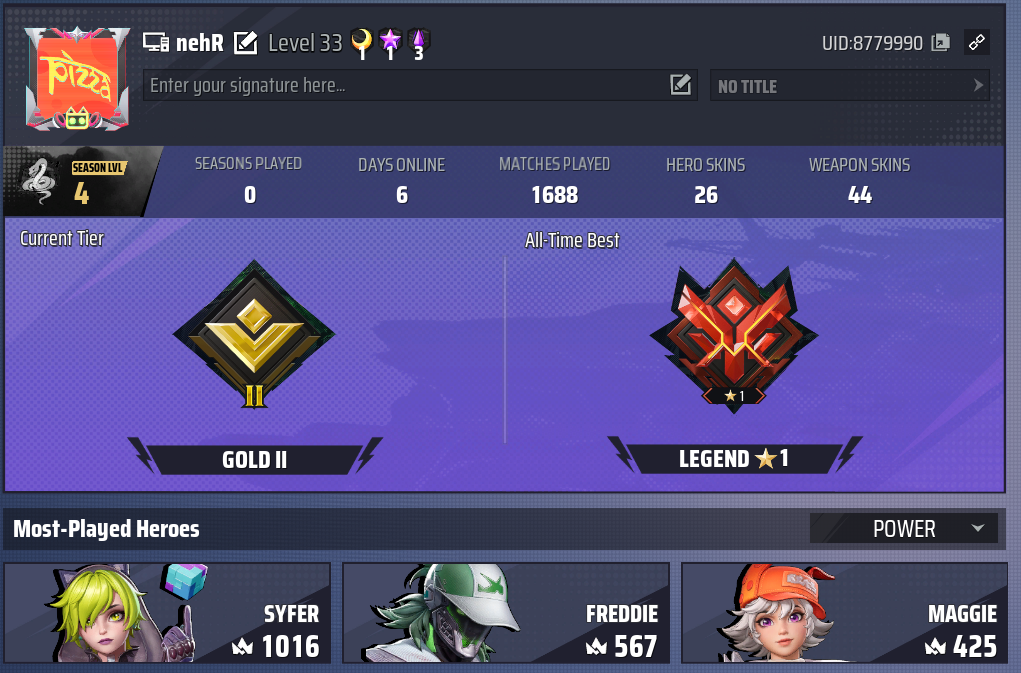 pizza
nehR
Level 33
1
1
3
UID:8779990
Enter your signature here...
NO TITLE
SEASON LVL
4
SEASONS PLAYED
0
DAYS ONLINE
6
MATCHES PLAYED
1688
HERO SKINS
26
WEAPON SKINS
44
Current Tier
II
GOLD II
All-Time Best
★1
LEGEND ★1
Most-Played Heroes
POWER
SYFER
1016
FREDDIE
567
MAGGIE
425